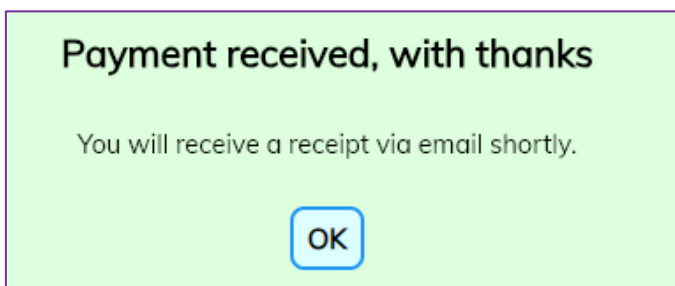 Payment received, with thanks
You will receive a receipt via email shortly.
OK